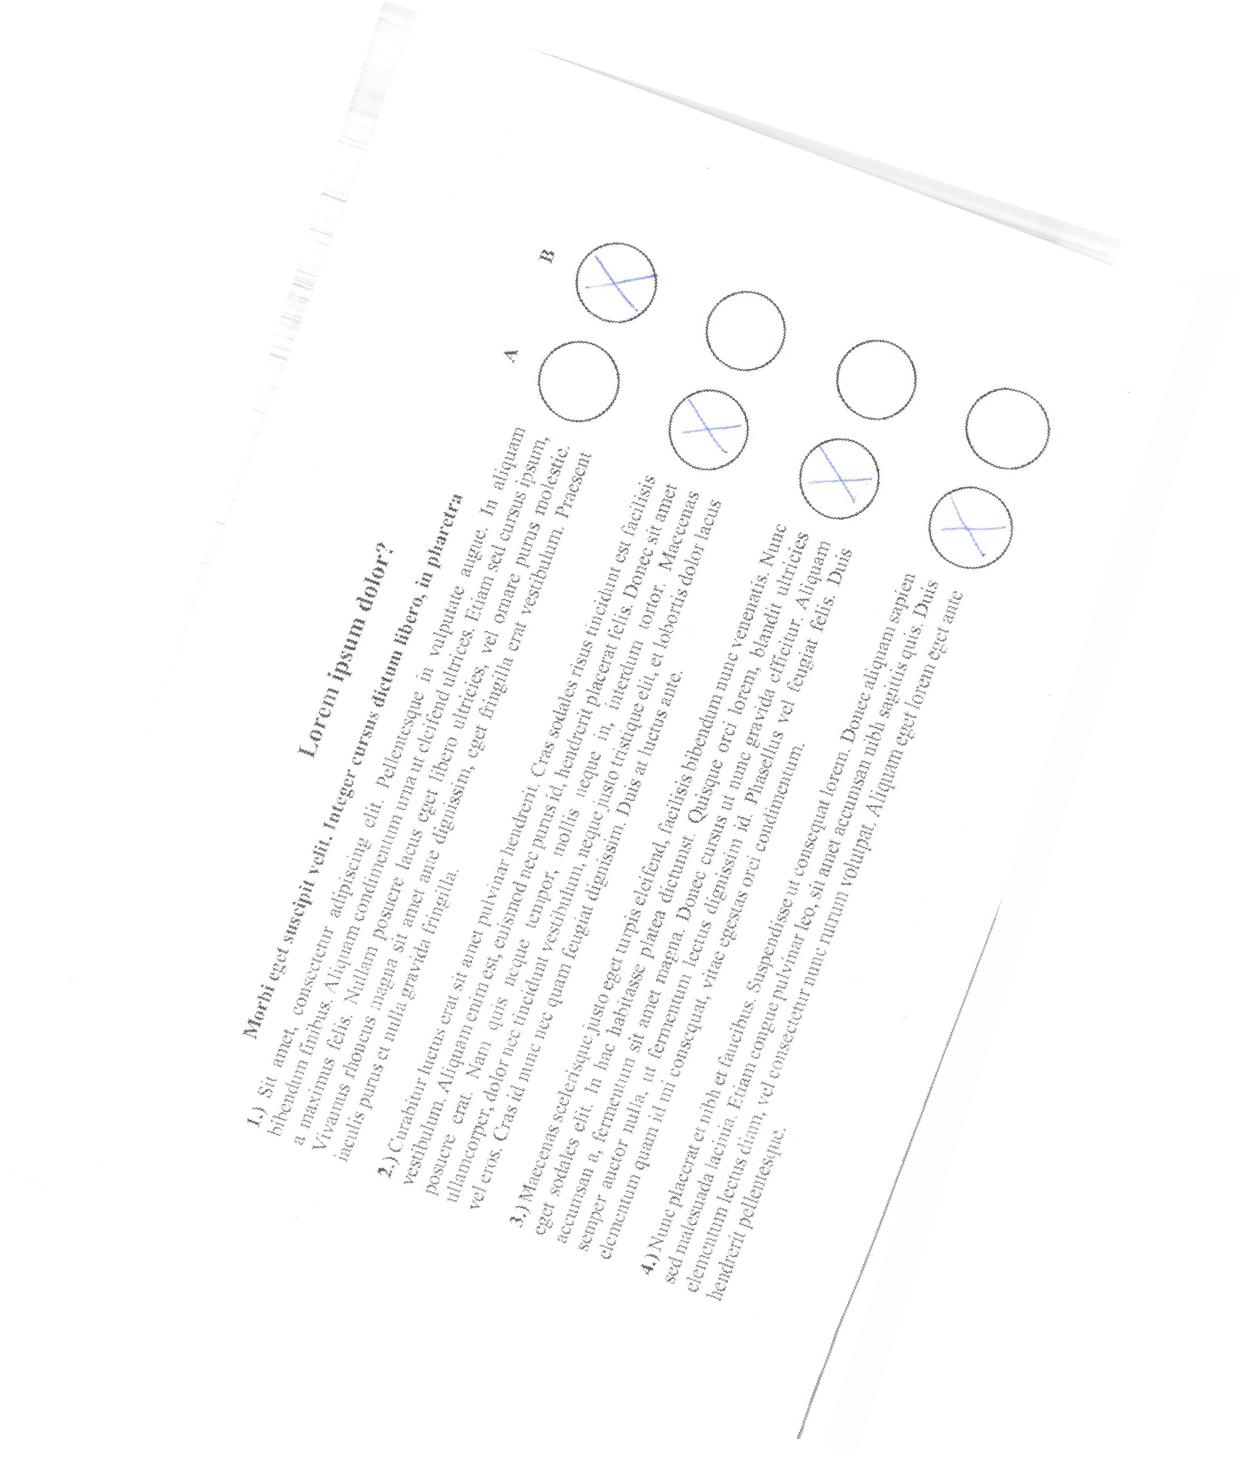 Lorem ipsum dolor?
Morbi eget suscipit velit. Integer cursus dictum libero, in pharetra
A B
1.) Sit amet, consectetur adipiscing elit. Pellentesque in vulputate augue. In aliquam
bibendum finibus. Aliquam condimentum urna ut eleifend ultrices. Etiam sed cursus ipsum,
a maximus felis. Nullam posuere lacus eget libero ultricies, vel ornare purus molestie.
Vivamus rhoncus magna sit amet ante dignissim, eget fringilla erat vestibulum. Praesent
iaculis purus et nulla gravida fringilla.
2.) Curabitur luctus erat sit amet pulvinar hendrerit. Cras sodales risus tincidunt est facilisis
vestibulum. Aliquam enim est, euismod nec purus id, hendrerit placerat felis. Donec sit amet
posuere erat. Nam quis neque tempor, mollis neque in, interdum tortor. Maecenas
ullamcorper, dolor nec tincidunt vestibulum, neque justo tristique elit, et lobortis dolor lacus
vel eros. Cras id nunc nec quam feugiat dignissim. Duis at luctus ante.
3.) Maecenas scelerisque justo eget turpis eleifend, facilisis bibendum nunc venenatis. Nunc
eget sodales elit. In hac habitasse platea dictumst. Quisque orci lorem, blandit ultricies
accumsan a, fermentum sit amet magna. Donec cursus ut nunc gravida efficitur. Aliquam
semper auctor nulla, ut fermentum lectus dignissim id. Phasellus vel feugiat felis. Duis
elementum quam id mi consequat, vitae egestas orci condimentum.
4.) Nunc placerat et nibh et faucibus. Suspendisse ut consequat lorem. Donec aliquam sapien
sed malesuada lacinia. Etiam congue pulvinar leo, sit amet accumsan nibh sagittis quis. Duis
elementum lectus diam, vel consectetur nunc rutrum volutpat. Aliquam eget lorem eget ante
hendrerit pellentesque.